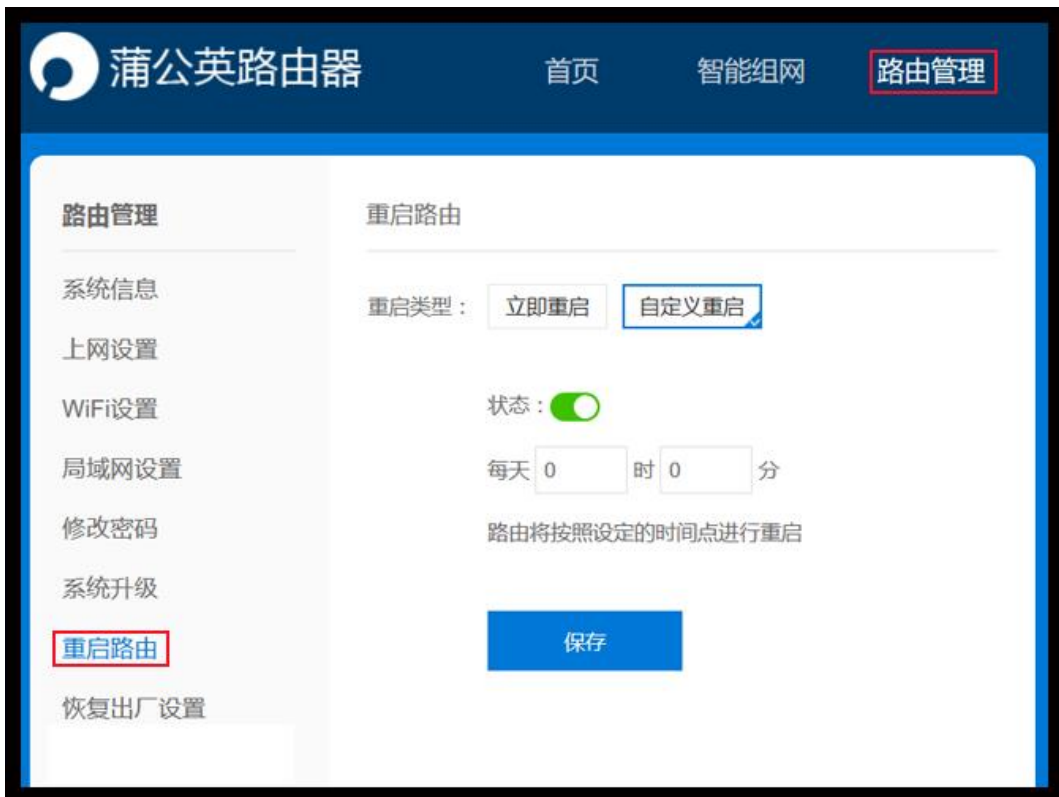 蒲公英路由器 首页 智能组网 路由管理
路由管理
系统信息
上网设置
WiFi设置
局域网设置
修改密码
系统升级
重启路由
恢复出厂设置
重启路由
重启类型： 立即重启 自定义重启
状态：
每天 0 时 0 分
路由将按照设定的时间点进行重启
保存